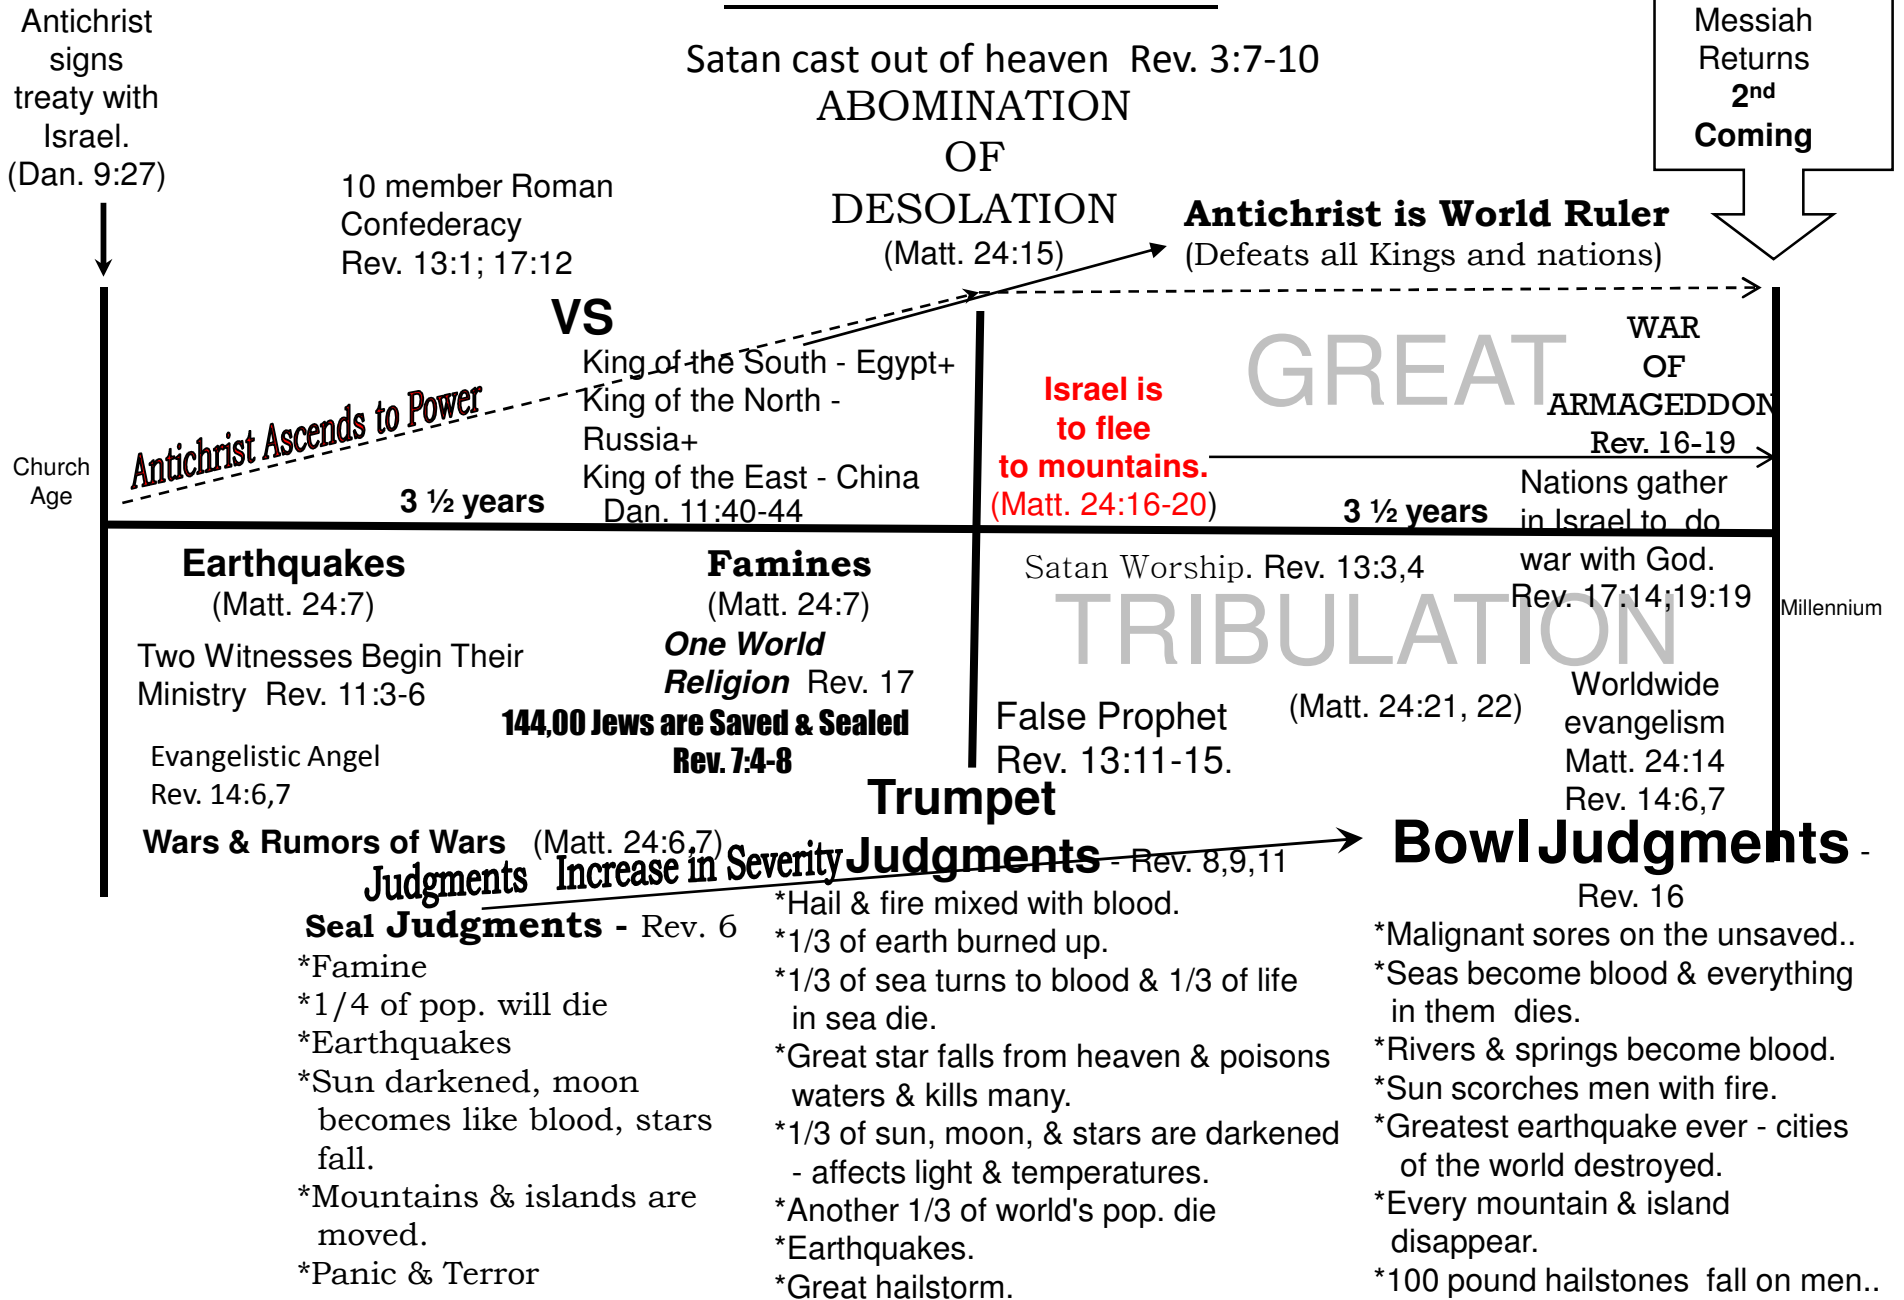 Antichrist
signs
treaty with
Israel.
(Dan. 9:27)
Satan cast out of heaven  Rev. 3:7-10
ABOMINATION
OF
DESOLATION
(Matt. 24:15)
Messiah
Returns
2nd
Coming
10 member Roman
Confederacy
Rev. 13:1; 17:12
VS
King of the South - Egypt+
King of the North -
Russia+
King of the East - China
Dan. 11:40-44
Antichrist is World Ruler
(Defeats all Kings and nations)
Antichrist Ascends to Power
Church
Age
3 ½ years
Israel is
to flee
to mountains.
(Matt. 24:16-20)
GREAT
WAR
OF
ARMAGEDDON
Rev. 16-19
Nations gather
in Israel to  do
war with God.
Rev. 17:14;19:19
3 ½ years
Earthquakes
(Matt. 24:7)
Two Witnesses Begin Their
Ministry  Rev. 11:3-6
Evangelistic Angel
Rev. 14:6,7
Wars & Rumors of Wars  (Matt. 24:6,7)
Famines
(Matt. 24:7)
One World
Religion  Rev. 17
144,00 Jews are Saved & Sealed
Rev. 7:4-8
Satan Worship. Rev. 13:3,4
TRIBULATION
(Matt. 24:21, 22)
False Prophet
Rev. 13:11-15.
Worldwide
evangelism
Matt. 24:14
Rev. 14:6,7
Millennium
Judgments  Increase in Severity
Seal Judgments - Rev. 6
*Famine
*1/4 of pop. will die
*Earthquakes
*Sun darkened, moon
becomes like blood, stars
fall.
*Mountains & islands are
moved.
*Panic & Terror
Trumpet
Judgments - Rev. 8,9,11
*Hail & fire mixed with blood.
*1/3 of earth burned up.
*1/3 of sea turns to blood & 1/3 of life
in sea die.
*Great star falls from heaven & poisons
waters & kills many.
*1/3 of sun, moon, & stars are darkened
- affects light & temperatures.
*Another 1/3 of world's pop. die
*Earthquakes.
*Great hailstorm.
Bowl Judgments -
Rev. 16
*Malignant sores on the unsaved..
*Seas become blood & everything
in them  dies.
*Rivers & springs become blood.
*Sun scorches men with fire.
*Greatest earthquake ever - cities
of the world destroyed.
*Every mountain & island
disappear.
*100 pound hailstones  fall on men..